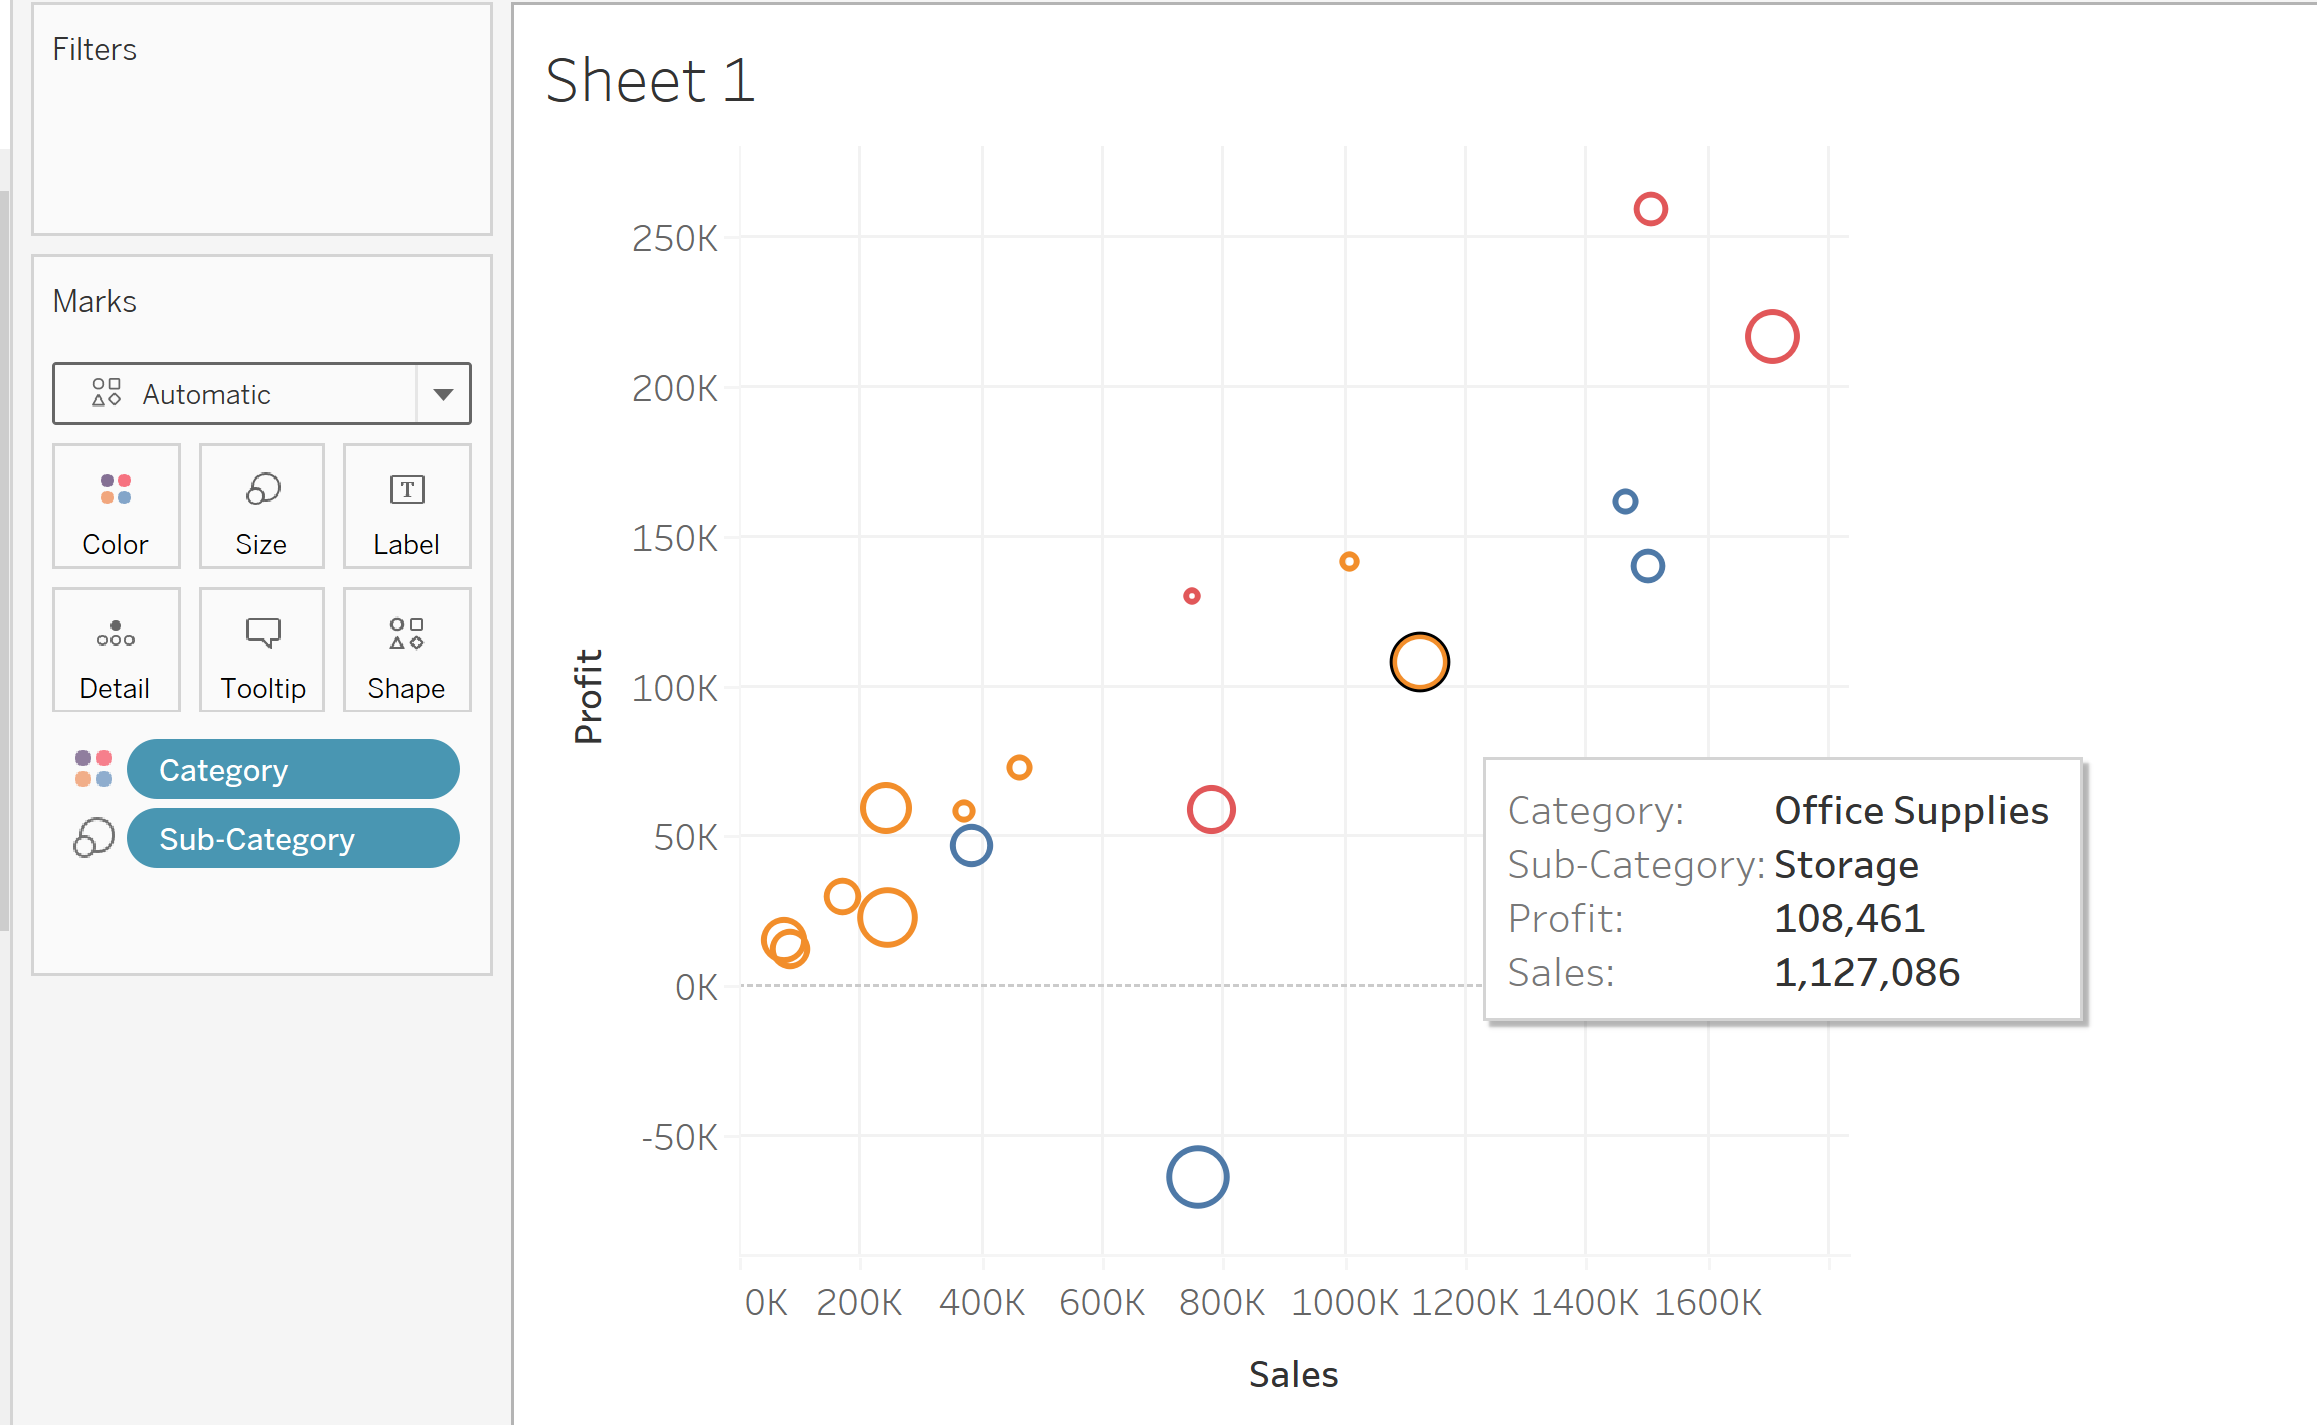 Filters
Marks
Automatic
Color Size Label
Detail Tooltip Shape
Category
Sub-Category
Sheet 1
250K
200K
150K
100K
50K
0K
-50K
Profit
0K 200K 400K 600K 800K 1000K 1200K 1400K 1600K
Sales
Category: Office Supplies
Sub-Category: Storage
Profit: 108,461
Sales: 1,127,086